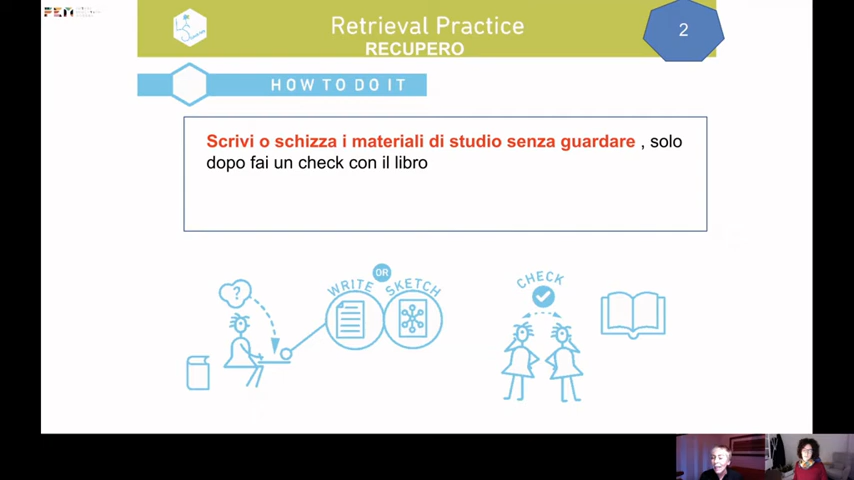 FEM
Retrieval Practice
RECUPERO
2
HOW TO DO IT
Scrivi o schizza i materiali di studio senza guardare , solo
dopo fai un check con il libro
?
WRITE OR SKETCH
CHECK